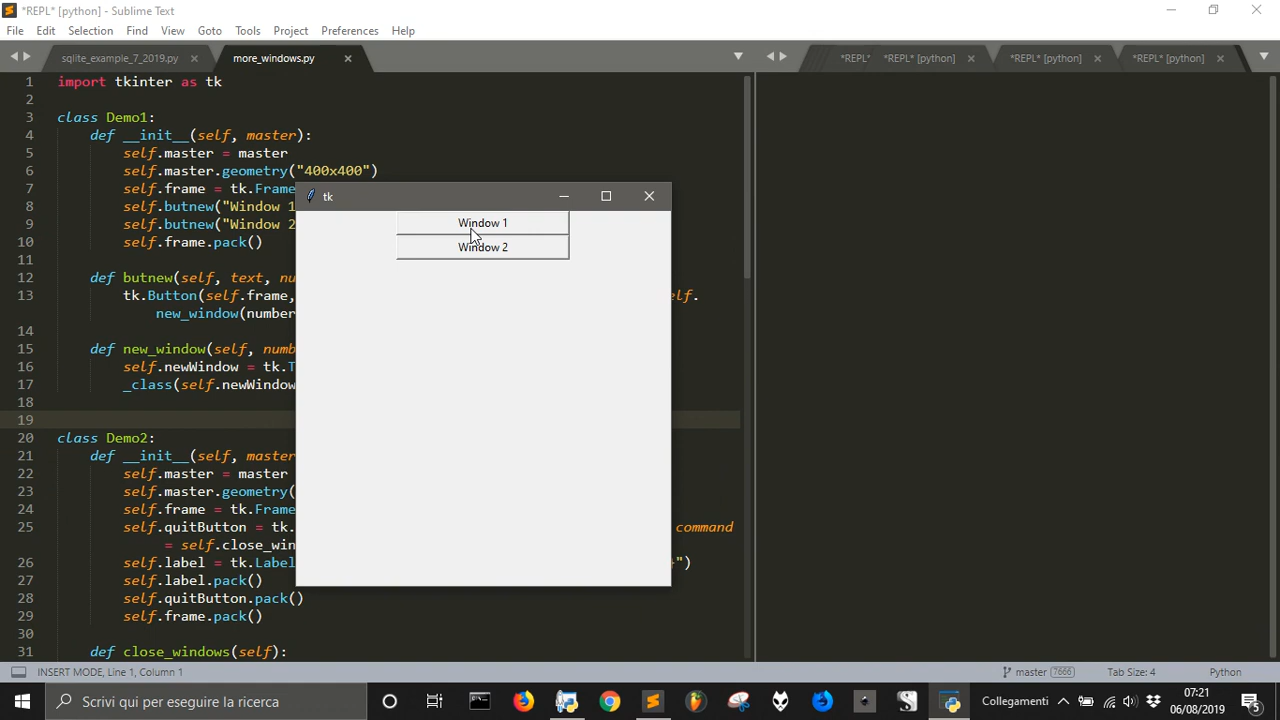 *REPL* [python] - Sublime Text
File Edit Selection Find View Goto Tools Project Preferences Help
sqlite_example_7_2019.py × more_windows.py × *REPL* *REPL* [python] × *REPL* [python] × *REPL* [python] ×
1 import tkinter as tk
2
3 class Demo1:
4 def __init__(self, master):
5 self.master = master
6 self.master.geometry("400x400")
7 self.frame = tk.Frame
8 self.butnew("Window 1
9 self.butnew("Window 2
10 self.frame.pack()
11
12 def butnew(self, text, nu
13 tk.Button(self.frame, elf.
new_window(number
14
15 def new_window(self, numb
16 self.newWindow = tk.T
17 _class(self.newWindow
18
19
20 class Demo2:
21 def __init__(self, master
22 self.master = master
23 self.master.geometry(
24 self.frame = tk.Frame
25 self.quitButton = tk. command
= self.close_win
26 self.label = tk.Label }")
27 self.label.pack()
28 self.quitButton.pack()
29 self.frame.pack()
30
31 def close_windows(self):
tk
Window 1
Window 2
INSERT MODE, Line 1, Column 1 master 7666 Tab Size: 4 Python
Scrivi qui per eseguire la ricerca Collegamenti 07:21
06/08/2019 5